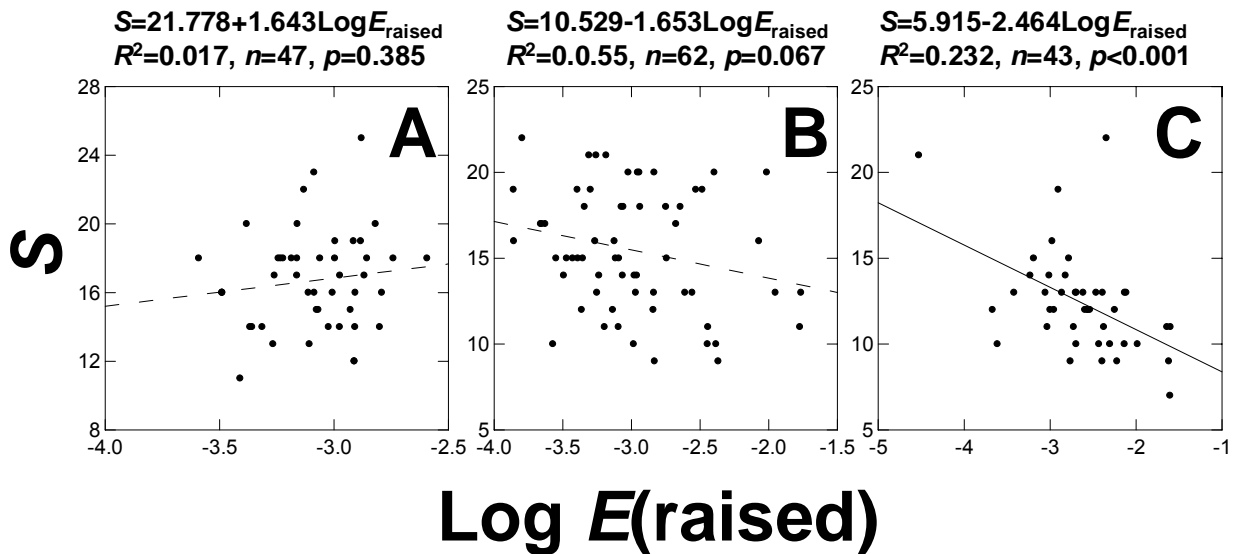 S=21.778+1.643LogEraised
R²=0.017, n=47, p=0.385
S=10.529-1.653LogEraised
R²=0.0.55, n=62, p=0.067
S=5.915-2.464LogEraised
R²=0.232, n=43, p<0.001
A
B
C
S
28
24
20
16
12
8
-4.0
-3.5
-3.0
-2.5
25
20
15
10
5
-4.0
-3.5
-3.0
-2.5
-2.0
-1.5
25
20
15
10
5
-5
-4
-3
-2
-1
Log E(raised)